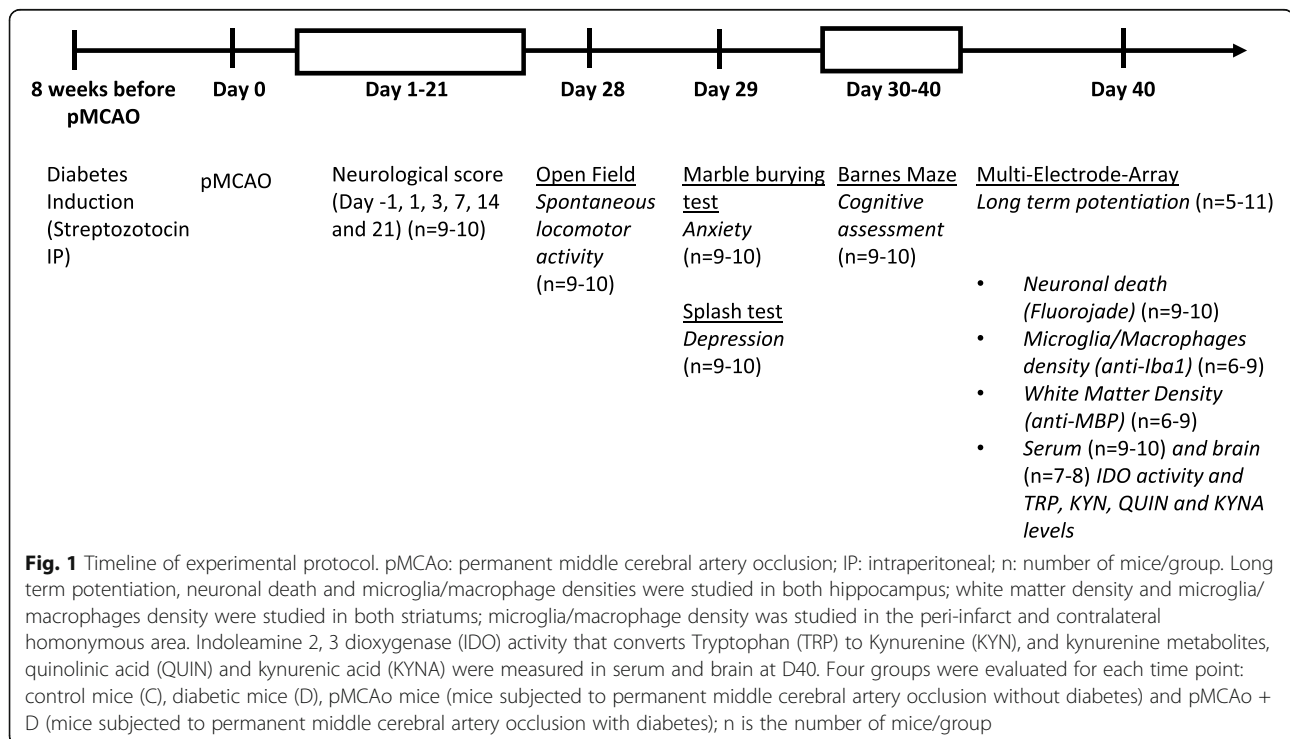 8 weeks before
pMCAO
Day 0
Day 1-21
Day 28
Day 29
Day 30-40
Day 40
Diabetes
Induction
(Streptozotocin
IP)
pMCAO
Neurological score
(Day -1, 1, 3, 7, 14
and 21) (n=9-10)
Open Field
Spontaneous
locomotor
activity
(n=9-10)
Marble burying
test
Anxiety
(n=9-10)
Splash test
Depression
(n=9-10)
Barnes Maze
Cognitive
assessment
(n=9-10)
Multi-Electrode-Array
Long term potentiation (n=5-11)
• Neuronal death
(Fluorojade) (n=9-10)
• Microglia/Macrophages
density (anti-Iba1) (n=6-9)
• White Matter Density
(anti-MBP) (n=6-9)
• Serum (n=9-10) and brain
(n=7-8) IDO activity and
TRP, KYN, QUIN and KYNA
levels
Fig. 1 Timeline of experimental protocol. pMCAo: permanent middle cerebral artery occlusion; IP: intraperitoneal; n: number of mice/group. Long
term potentiation, neuronal death and microglia/macrophage densities were studied in both hippocampus; white matter density and microglia/
macrophages density were studied in both striatums; microglia/macrophage density was studied in the peri-infarct and contralateral
homonymous area. Indoleamine 2, 3 dioxygenase (IDO) activity that converts Tryptophan (TRP) to Kynurenine (KYN), and kynurenine metabolites,
quinolinic acid (QUIN) and kynurenic acid (KYNA) were measured in serum and brain at D40. Four groups were evaluated for each time point:
control mice (C), diabetic mice (D), pMCAo mice (mice subjected to permanent middle cerebral artery occlusion without diabetes) and pMCAo +
D (mice subjected to permanent middle cerebral artery occlusion with diabetes); n is the number of mice/group